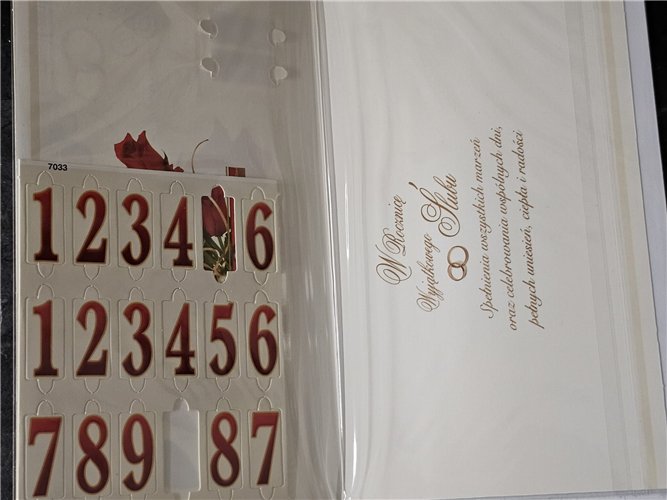 7033
1 2 3 4 6
1 2 3 4 5 6
7 8 9 8 7
W Rocznicę
Wyjątkowego Ślubu
Spełnienia wszystkich marzeń
oraz celebrowania wspólnych dni,
pełnych uniesień, ciepła i radości